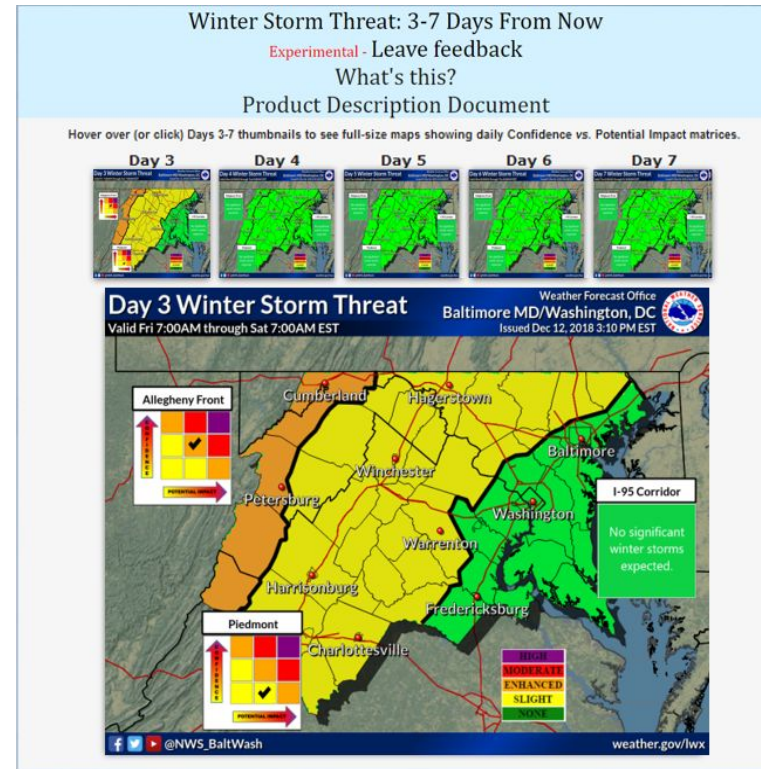 Winter Storm Threat: 3-7 Days From Now
Experimental - Leave feedback
What's this?
Product Description Document
Hover over (or click) Days 3-7 thumbnails to see full-size maps showing daily Confidence vs. Potential Impact matrices.
Day 3 Day 4 Day 5 Day 6 Day 7
Day 3 Winter Storm Threat
Valid Fri 7:00AM through Sat 7:00AM EST
Weather Forecast Office
Baltimore MD/Washington, DC
Issued Dec 12, 2018 3:10 PM EST
Allegheny Front
CONFIDENCE
POTENTIAL IMPACT
Cumberland
Hagerstown
Baltimore
Winchester
Petersburg
Washington
I-95 Corridor
No significant
winter storms
expected.
Warrenton
Harrisonburg
Fredericksburg
Piedmont
CONFIDENCE
POTENTIAL IMPACT
Charlottesville
HIGH
MODERATE
ENHANCED
SLIGHT
NONE
@NWS_BaltWash
weather.gov/lwx